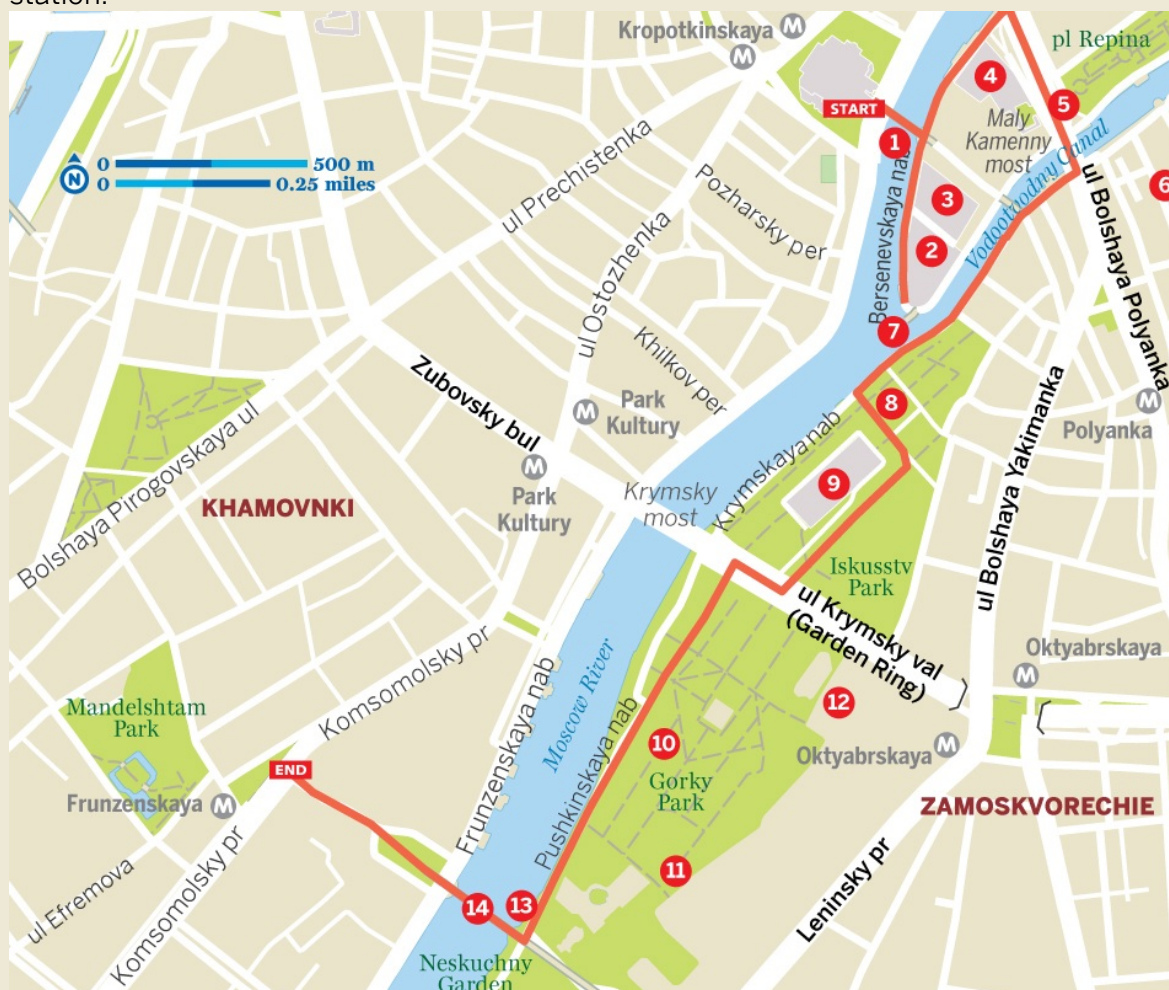 station.
Kropotkinskaya M
M
pl Repina
START
4
5
1
Maly
Kamenny
most
0 500 m
0 0.25 miles
N
ul Prechistenka
Pozharsky per
Bersenevskaya nab
3
2
Vodootvodny Canal
6
ul Bolshaya Polyanka
ul Ostozhenka
Khilkov per
7
Zubovsky bul
M Park
Kultury
8
M
Polyanka
Bolshaya Pirogovskaya ul
M
Park
Kultury
Krymsky
most
Krymskaya nab
9
ul Bolshaya Yakimanka
KHAMOVNKI
Iskusstv
Park
ul Krymsky val
(Garden Ring)
Komsomolsky pr
Frunzenskaya nab
Moscow River
Oktyabrskaya
M
Mandelshtam
Park
12
10
Oktyabrskaya M
END
Frunzenskaya M
Pushkinskaya nab
Gorky
Park
ZAMOSKVORECHIE
11
ul Efremova
Komsomolsky pr
14
13
Leninsky pr
Neskuchny
Garden